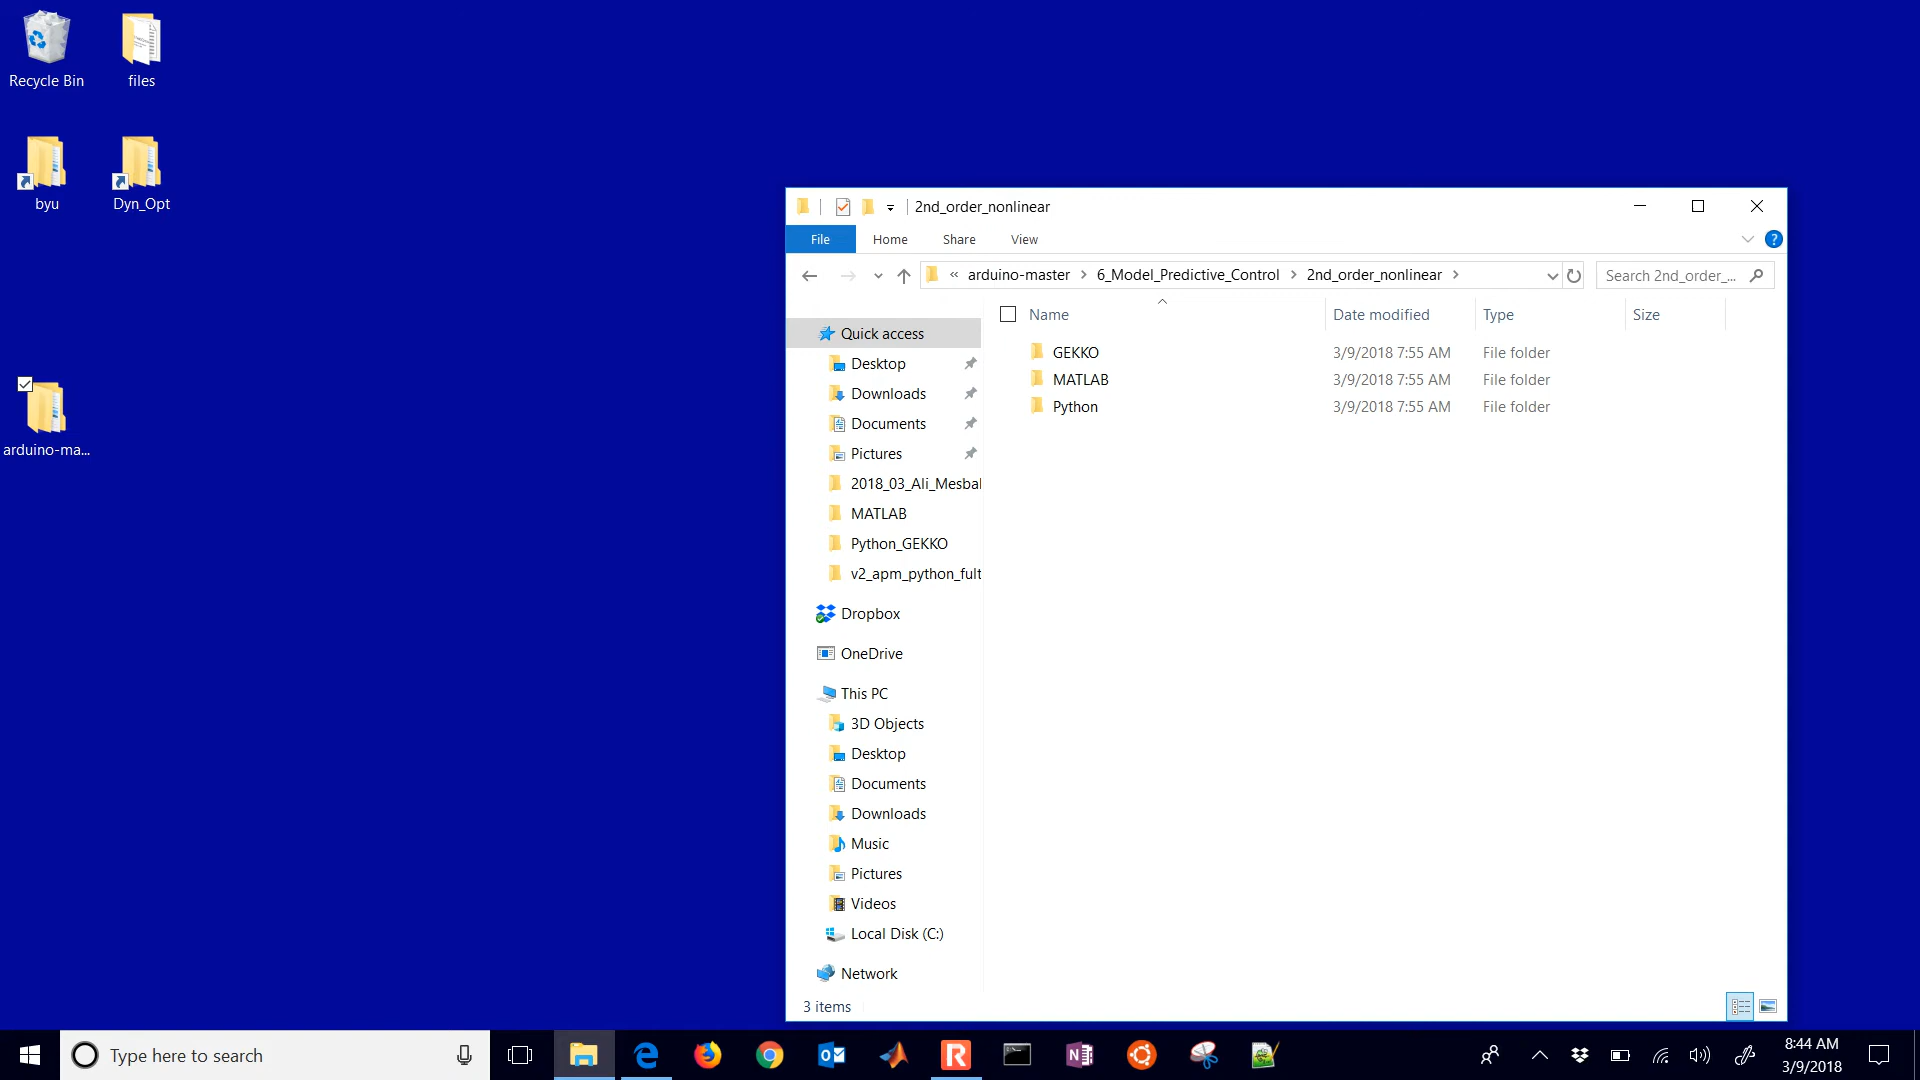 Recycle Bin
files
byu
Dyn_Opt
arduino-ma...
2nd_order_nonlinear
File
Home
Share
View
?
« arduino-master > 6_Model_Predictive_Control > 2nd_order_nonlinear >
Search 2nd_order_...
Name
Date modified
Type
Size
GEKKO
3/9/2018 7:55 AM
File folder
MATLAB
3/9/2018 7:55 AM
File folder
Python
3/9/2018 7:55 AM
File folder
Quick access
Desktop
Downloads
Documents
Pictures
2018_03_Ali_Mesbal
MATLAB
Python_GEKKO
v2_apm_python_fult
Dropbox
OneDrive
This PC
3D Objects
Desktop
Documents
Downloads
Music
Pictures
Videos
Local Disk (C:)
Network
3 items
Type here to search
8:44 AM
3/9/2018